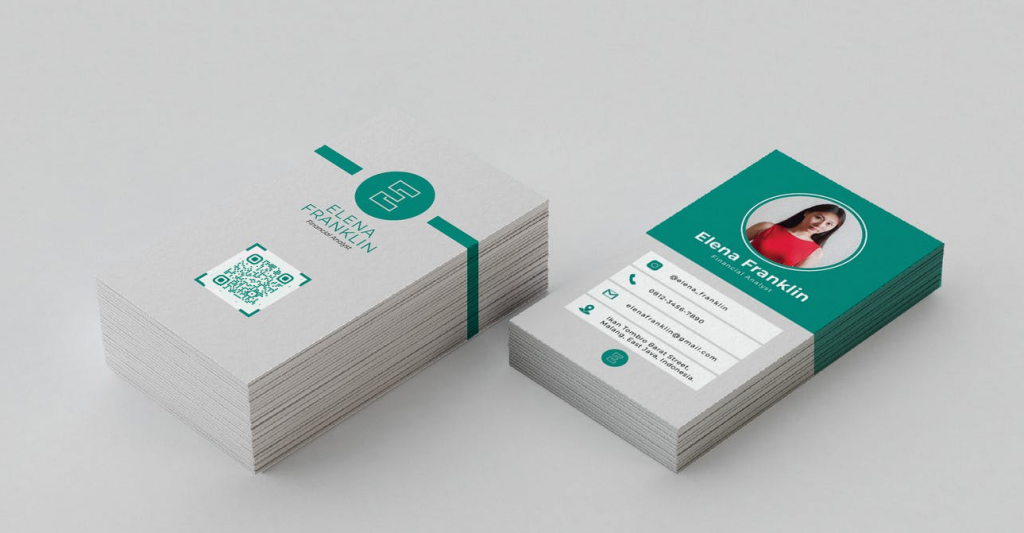 ELENA
FRANKLIN
Financial Analyst
Elena Franklin
Financial Analyst
@elena_franklin
0812-3456-7890
elenafranklin@gmail.com
Ikan Tombro Barat Street,
Malang, East Java, Indonesia.